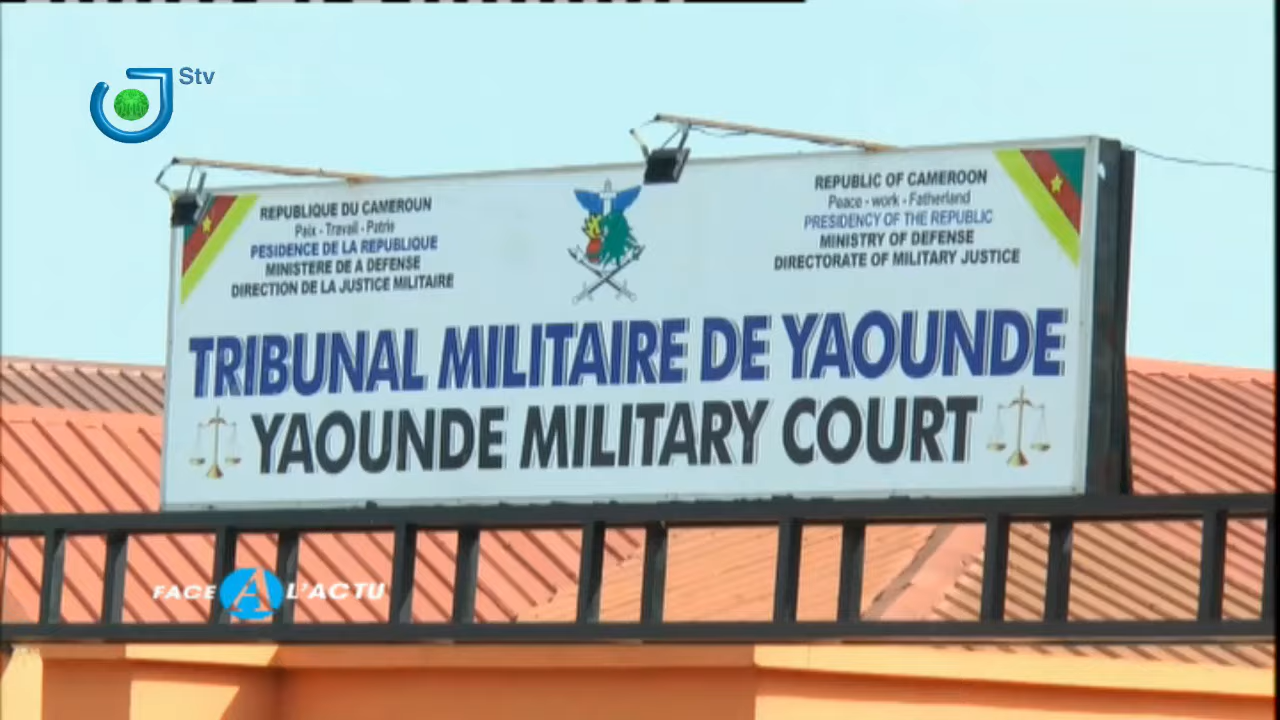 Stv
REPUBLIQUE DU CAMEROUN
Paix - Travail - Patrie
PESIDENCE DE LA REPUBLIQUE
MINISTERE DE A DEFENSE
DIRECTION DE LA JUSTICE MILITAIRE
REPUBLIC OF CAMEROON
Peace - work - Fatherland
PRESIDENCY OF THE REPUBLIC
MINISTRY OF DEFENSE
DIRECTORATE OF MILITARY JUSTICE
TRIBUNAL MILITAIRE DE YAOUNDE
YAOUNDE MILITARY COURT
FACE A L'ACTU